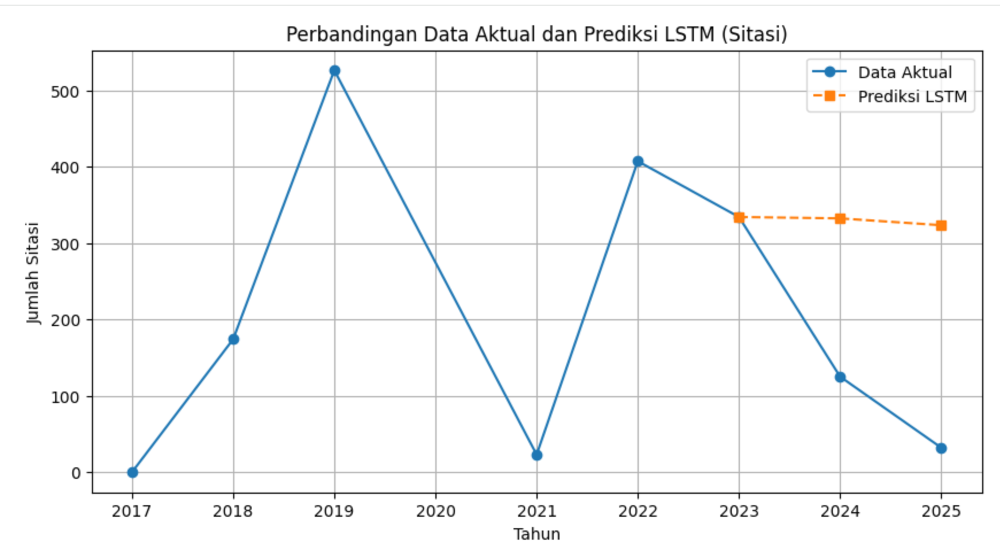 Perbandingan Data Aktual dan Prediksi LSTM (Sitasi)
Data Aktual
Prediksi LSTM
Jumlah Sitasi
500
400
300
200
100
0
2017 2018 2019 2020 2021 2022 2023 2024 2025
Tahun